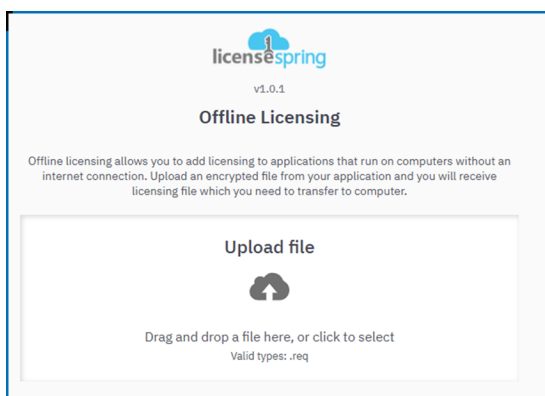 licensespring
v1.0.1
Offline Licensing
Offline licensing allows you to add licensing to applications that run on computers without an
internet connection. Upload an encrypted file from your application and you will receive
licensing file which you need to transfer to computer.
Upload file
Drag and drop a file here, or click to select
Valid types: .req